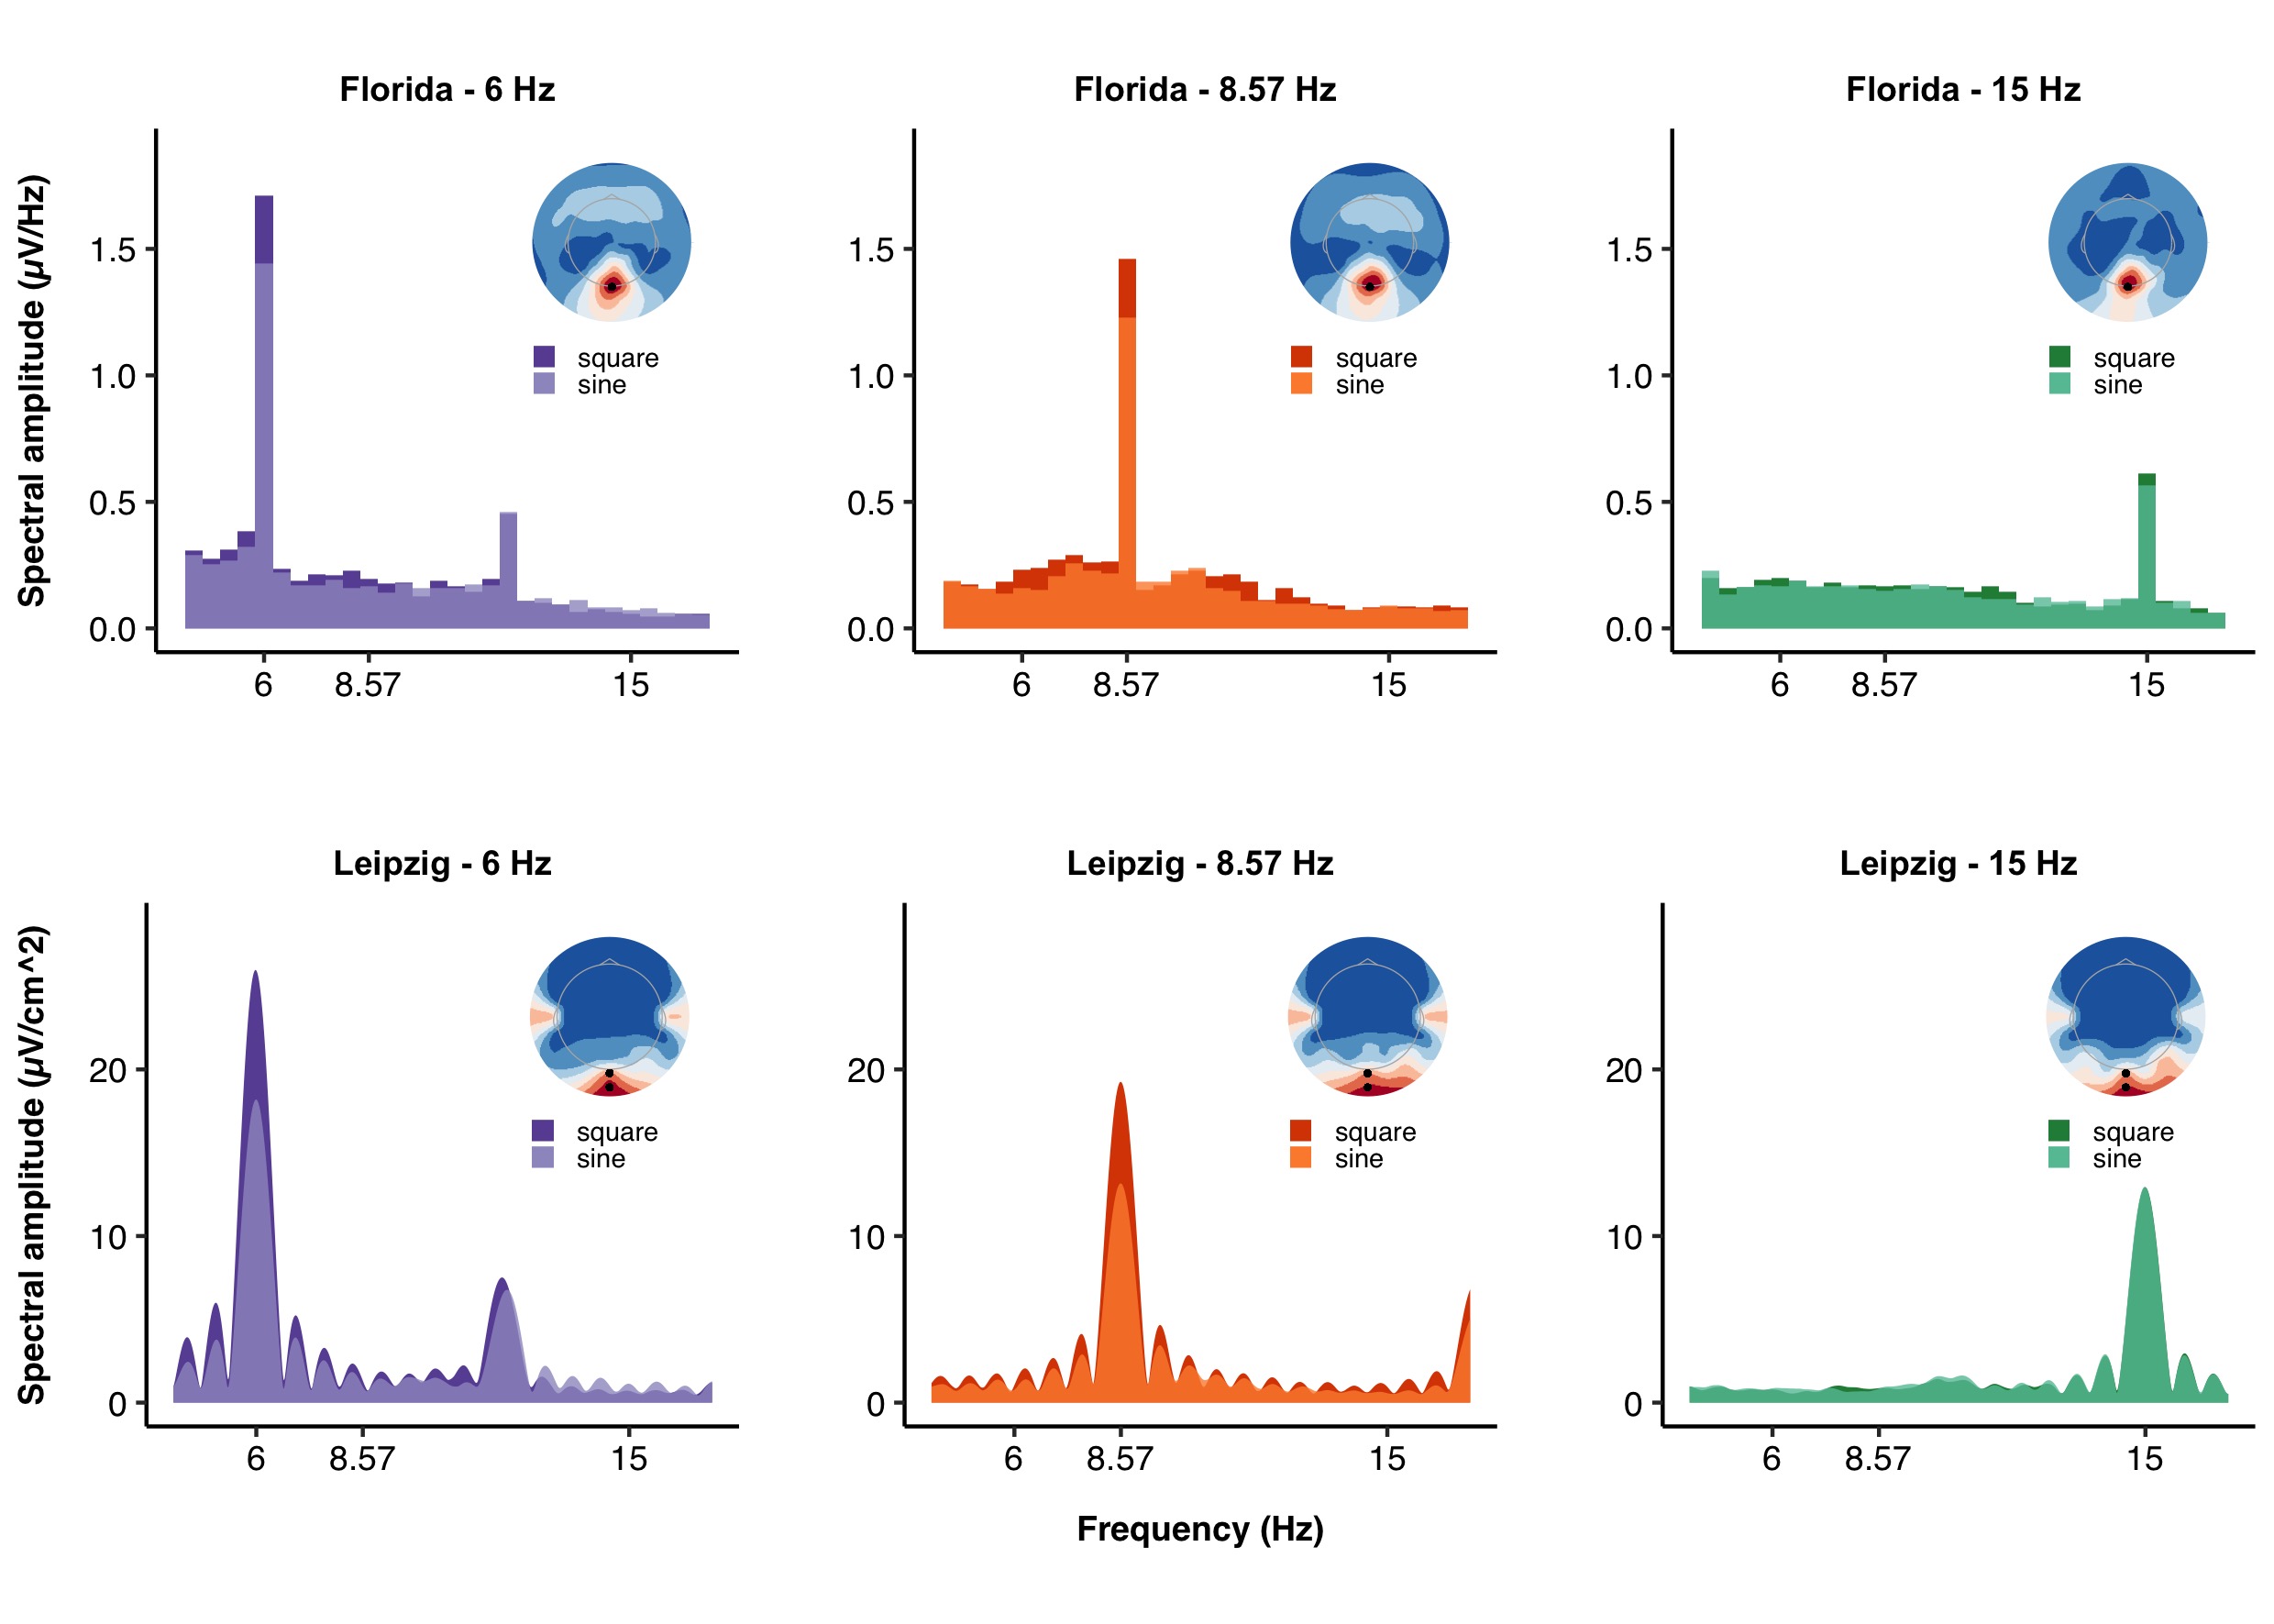 Florida - 6 Hz
Florida - 8.57 Hz
Florida - 15 Hz
Spectral amplitude (µV/Hz)
1.5
1.0
0.5
0.0
square
sine
6
8.57
15
1.5
1.0
0.5
0.0
square
sine
6
8.57
15
1.5
1.0
0.5
0.0
square
sine
6
8.57
15
Leipzig - 6 Hz
Leipzig - 8.57 Hz
Leipzig - 15 Hz
Spectral amplitude (µV/cm^2)
20
10
0
square
sine
6
8.57
15
20
10
0
square
sine
6
8.57
15
20
10
0
square
sine
6
8.57
15
Frequency (Hz)